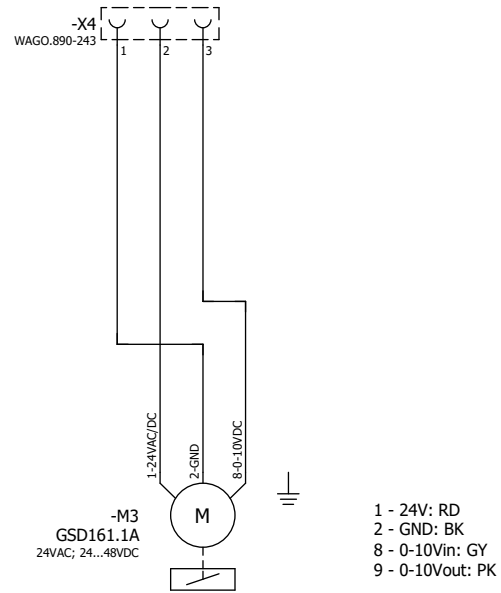 -X4
WAGO.890-243
1
2
3
1-24VAC/DC
2-GND
8-0-10VDC
-M3
GSD161.1A
24VAC; 24...48VDC
M
1 - 24V: RD
2 - GND: BK
8 - 0-10Vin: GY
9 - 0-10Vout: PK